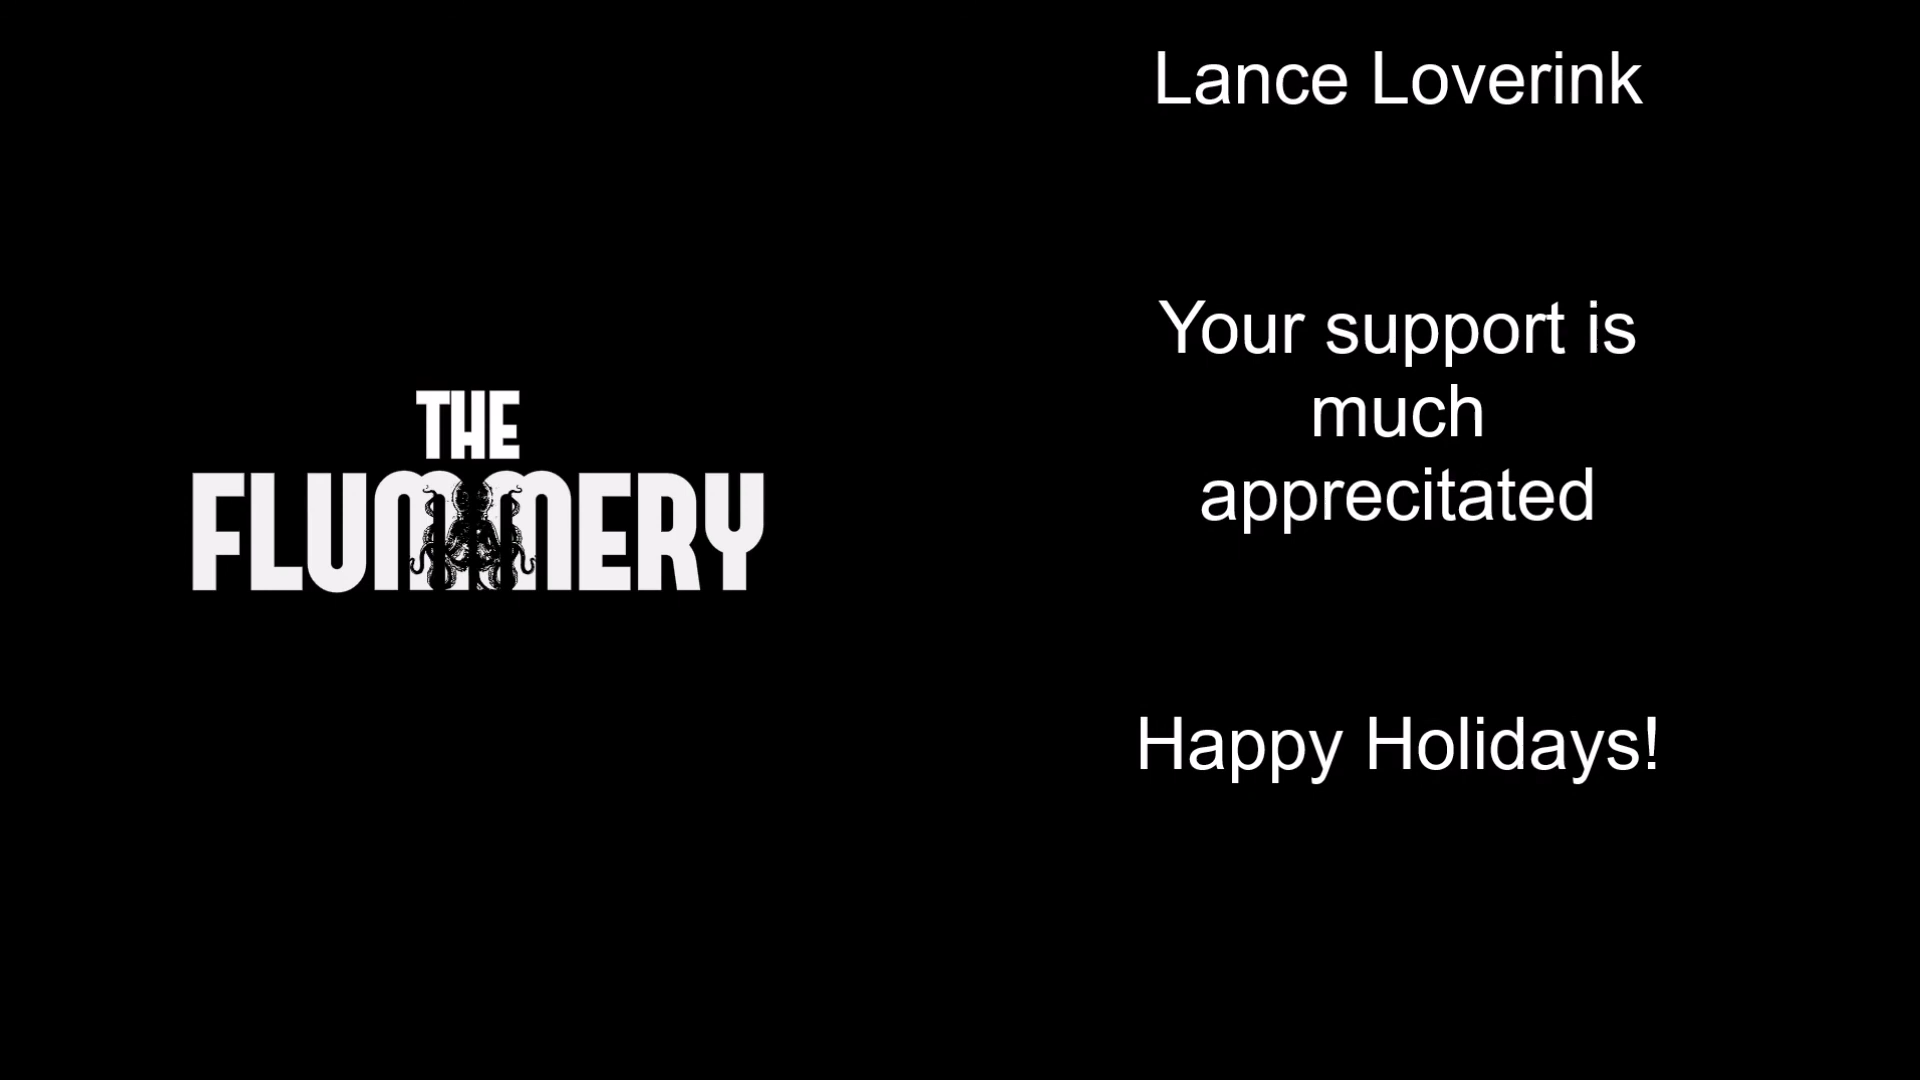 THE
FLUMMERY
Lance Loverink
Your support is
much
apprecitated
Happy Holidays!